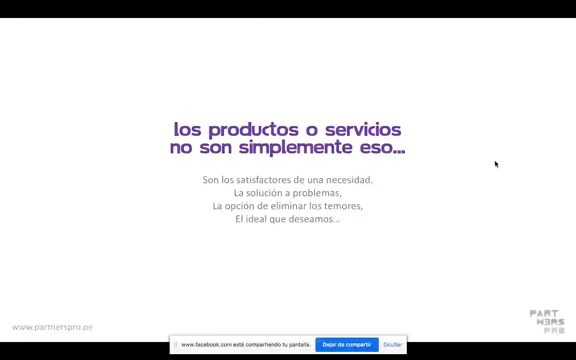 los productos o servicios
no son simplemente eso...
Son los satisfactores de una necesidad.
La solución a problemas,
La opción de eliminar los temores,
El ideal que deseamos...
www.partnerspro.pe
PART
N3RS
PRO
www.facebook.com está compartiendo tu pantalla.
Dejar de compartir
Ocultar